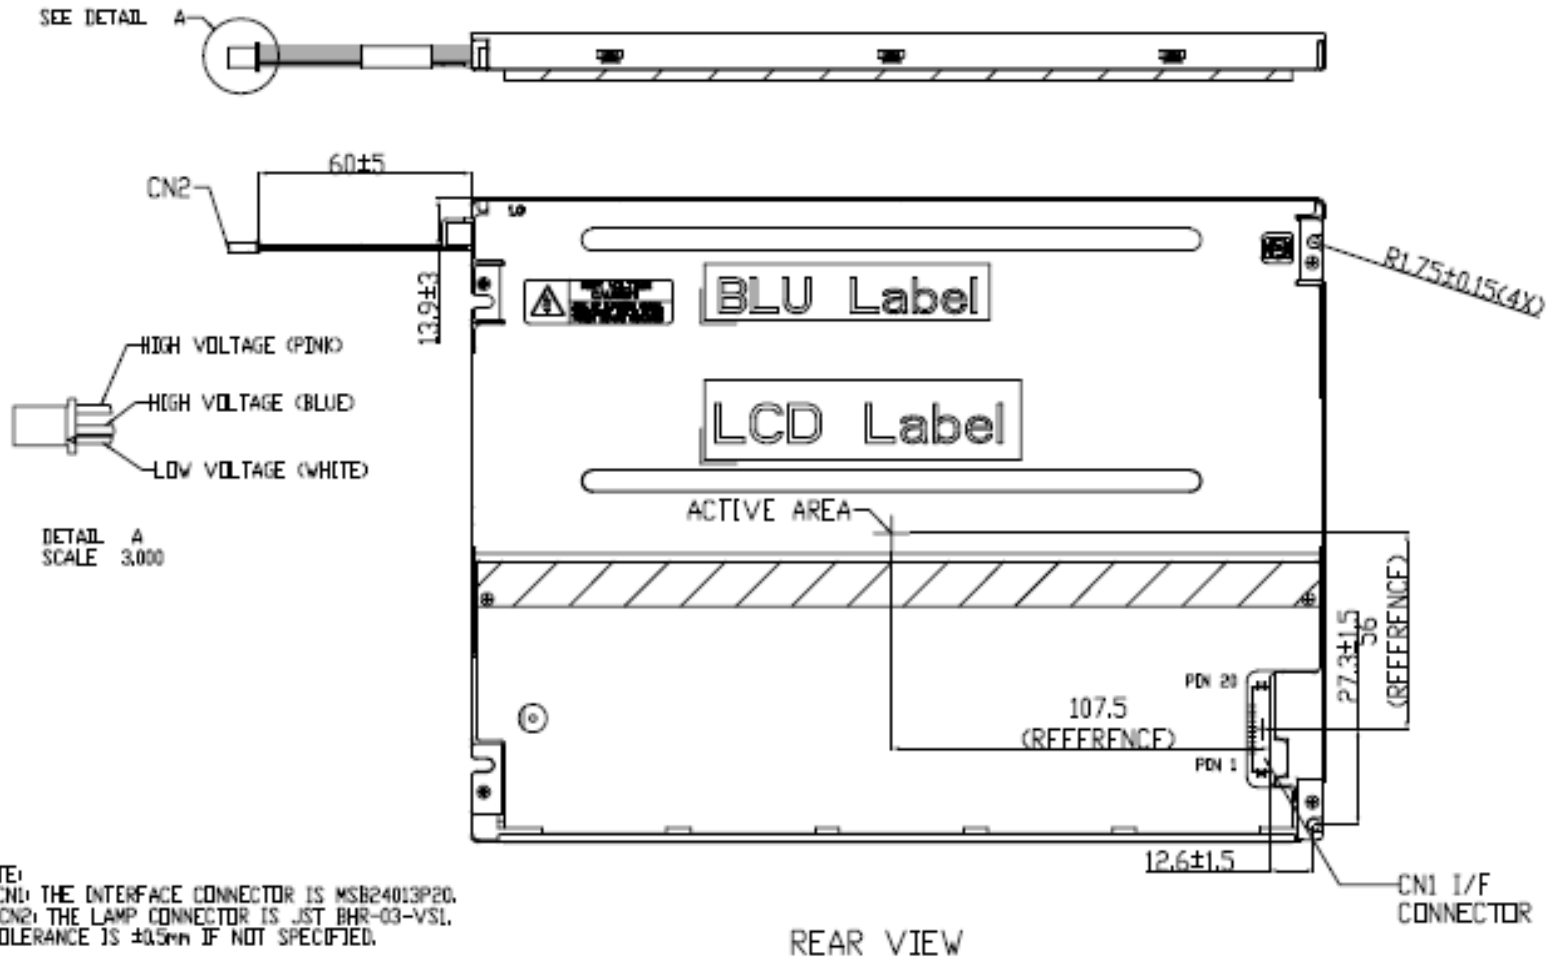 SEE DETAIL A
60±5
CN2
13.9±3
BLU Label
R1.75±0.15(4X)
HIGH VOLTAGE (PINK)
HIGH VOLTAGE (BLUE)
LOW VOLTAGE (WHITE)
LCD Label
DETAIL A
SCALE 3.000
ACTIVE AREA
27.3±1.5
56
(REFERENCE)
PIN 20
107.5
(REFERENCE)
PIN 1
12.6±1.5
CN1 I/F
CONNECTOR
TE:
CN1: THE INTERFACE CONNECTOR IS MSB24013P20.
CN2: THE LAMP CONNECTOR IS JST BHR-03-VS1.
OLERANCE IS ±0.5mm IF NOT SPECIFIED.
REAR VIEW